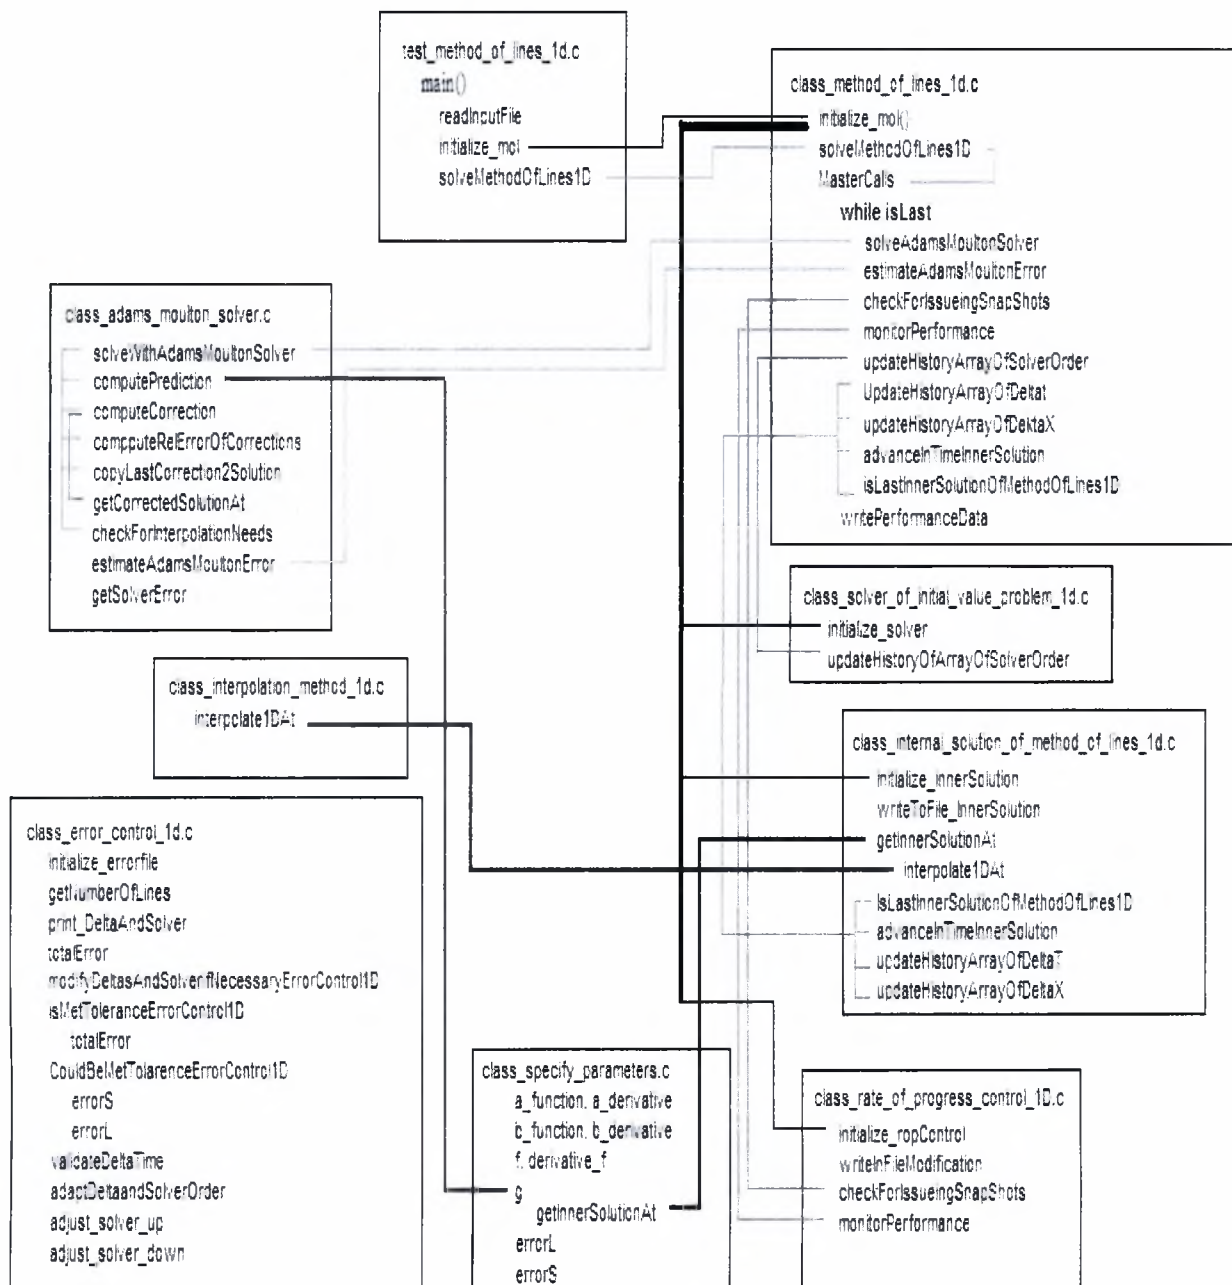 test_method_of_lines_1d.c
main()
readInputFile
initialize_mol
solveMethodOfLines1D
class_method_of_lines_1d.c
initialize_mol()
solveMethodOfLines1D
MasterCalls
while isLast
solveAdamsMoultonSolver
estimateAdamsMoultonError
checkForIssueingSnapShots
monitorPerformance
updateHistoryArrayOfSolverOrder
UpdateHistoryArrayOfDeltat
updateHistoryArrayOfDektaX
advanceInTimeInnerSolution
isLastInnerSolutionOfMethodOfLines1D
writePerformanceData
class_adams_moulton_solver.c
solveWithAdamsMoultonSolver
computePrediction
computeCorrection
compputeRelErrorOfCorrections
copyLastCorrection2Solution
getCorrectedSolutionAt
checkForInterpolationNeeds
estimateAdamsMoultonError
getSolverError
class_solver_of_initial_value_problem_1d.c
initialize_solver
updateHistoryOfArrayOfSolverOrder
class_interpolation_method_1d.c
interpolate1DAt
class_internal_solution_of_method_of_lines_1d.c
initialize_innerSolution
writeToFile_InnerSolution
getInnerSolutionAt
interpolate1DAt
IsLastInnerSolutionOfMethodOfLines1D
advanceInTimeInnerSolution
updateHistoryArrayOfDeltaT
updateHistoryArrayOfDeltaX
class_error_control_1d.c
initialize_errorfile
getNumberOfLines
print_DeltaAndSolver
totalError
modifyDeltasAndSolverifNecessaryErrorControl1D
isMetToleranceErrorControl1D
totalError
CouldBeMetTolarenceErrorControl1D
errorS
errorL
validateDeltaTime
adaptDeltaandSolverOrder
adjust_solver_up
adjust_solver_down
class_specify_parameters.c
a_function, a_derivative
b_function, b_derivative
f, derivative_f
g
getInnerSolutionAt
errorL
errorS
class_rate_of_progress_control_1D.c
initialize_ropControl
writeInFileModification
checkForIssueingSnapShots
monitorPerformance